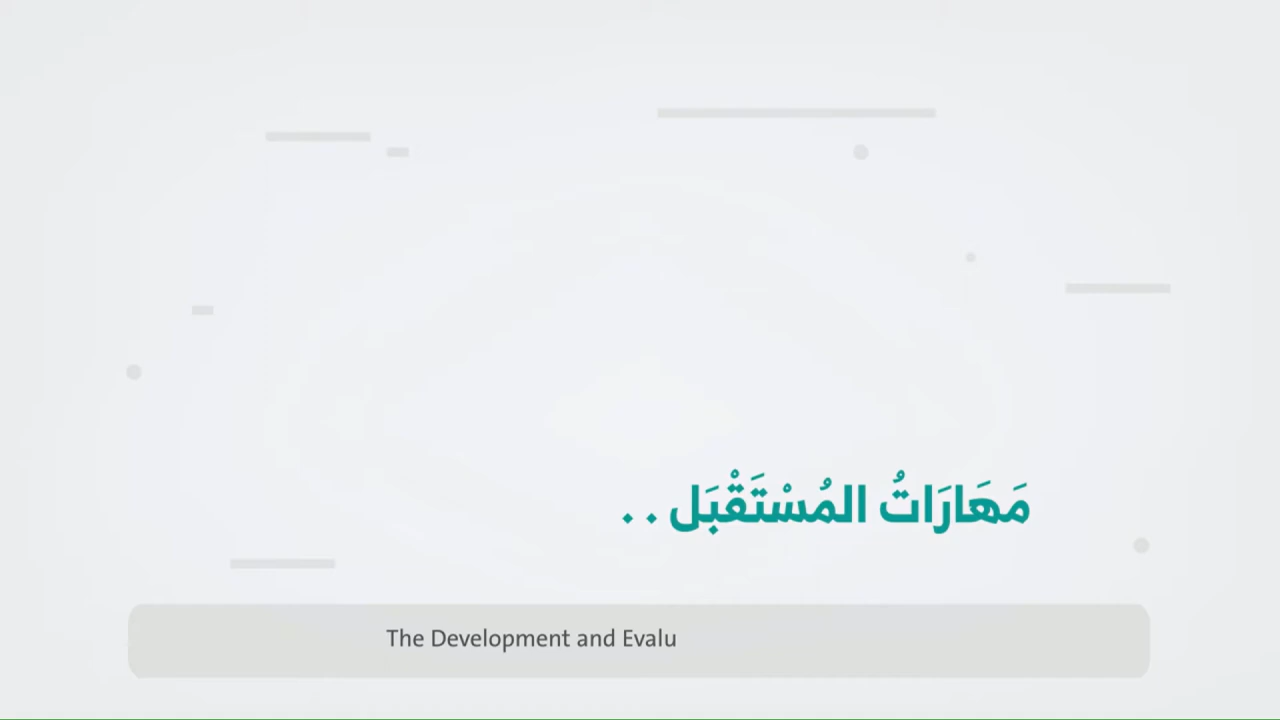 مَهَارَاتُ المُسْتَقْبَل . .
The Development and Evalu